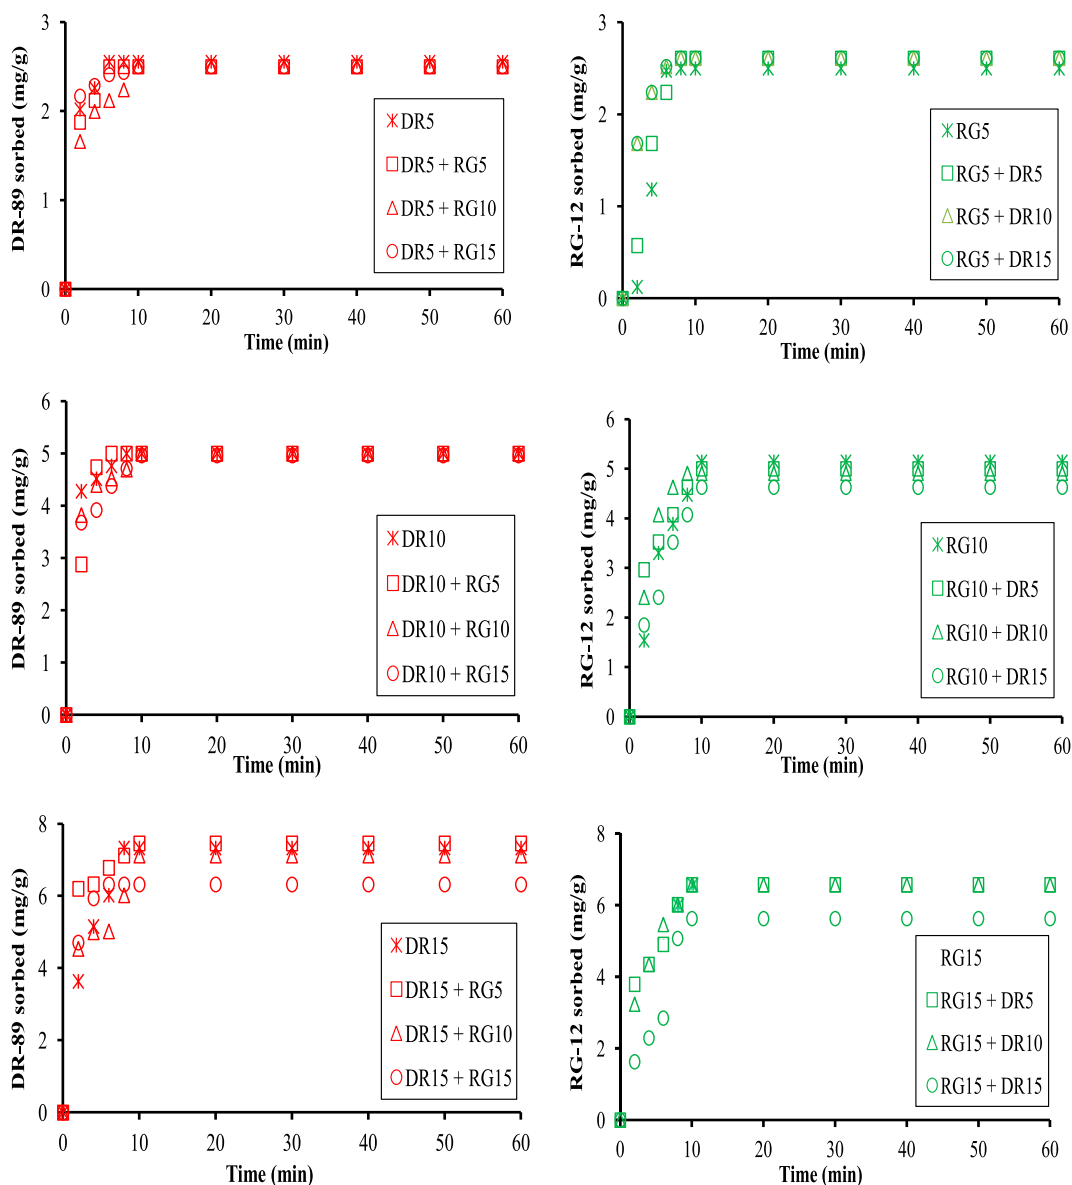 DR-89 sorbed (mg/g)
3
2
1
0
0 10 20 30 40 50 60
Time (min)
DR5
DR5 + RG5
DR5 + RG10
DR5 + RG15
RG-12 sorbed (mg/g)
3
2
1
0
0 10 20 30 40 50 60
Time (min)
RG5
RG5 + DR5
RG5 + DR10
RG5 + DR15
DR-89 sorbed (mg/g)
6
5
4
3
2
1
0
0 10 20 30 40 50 60
Time (min)
DR10
DR10 + RG5
DR10 + RG10
DR10 + RG15
RG-12 sorbed (mg/g)
6
5
4
3
2
1
0
0 10 20 30 40 50 60
Time (min)
RG10
RG10 + DR5
RG10 + DR10
RG10 + DR15
DR-89 sorbed (mg/g)
8
6
4
2
0
0 10 20 30 40 50 60
Time (min)
DR15
DR15 + RG5
DR15 + RG10
DR15 + RG15
RG-12 sorbed (mg/g)
8
6
4
2
0
0 10 20 30 40 50 60
Time (min)
RG15
RG15 + DR5
RG15 + DR10
RG15 + DR15